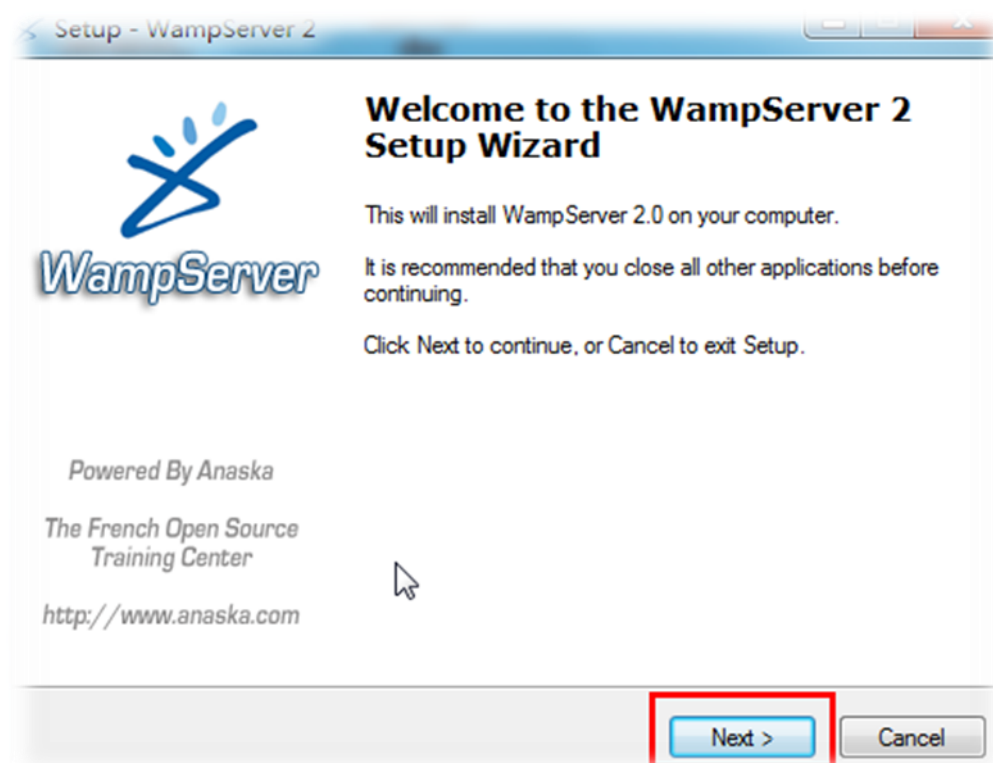 Setup - WampServer 2
Welcome to the WampServer 2
Setup Wizard
This will install WampServer 2.0 on your computer.
It is recommended that you close all other applications before
continuing.
Click Next to continue, or Cancel to exit Setup.
WampServer
Powered By Anaska
The French Open Source
Training Center
http://www.anaska.com
Next >
Cancel